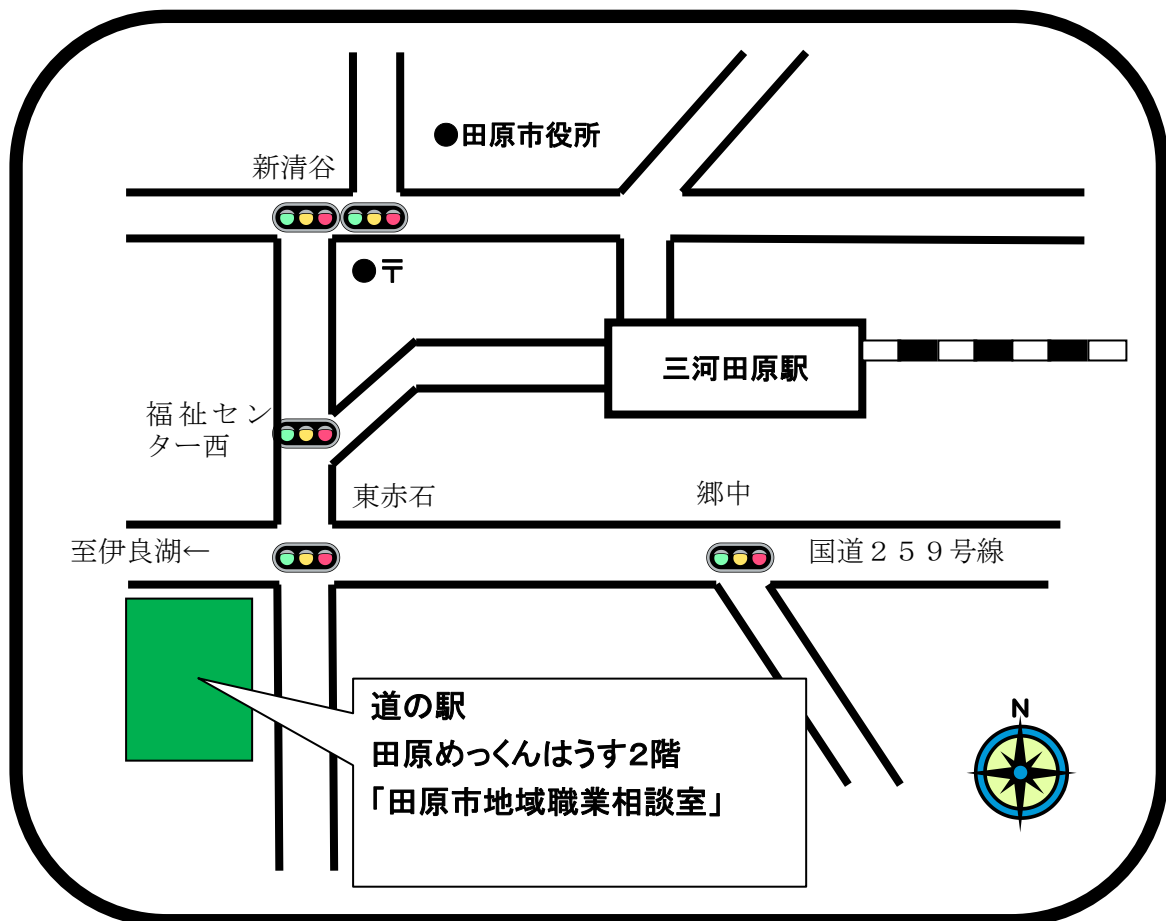 ●田原市役所
新清谷
●〒
三河田原駅
福祉セン
ター西
東赤石
郷中
至伊良湖←
国道２５９号線
道の駅
田原めっくんはうす2階
「田原市地域職業相談室」
N